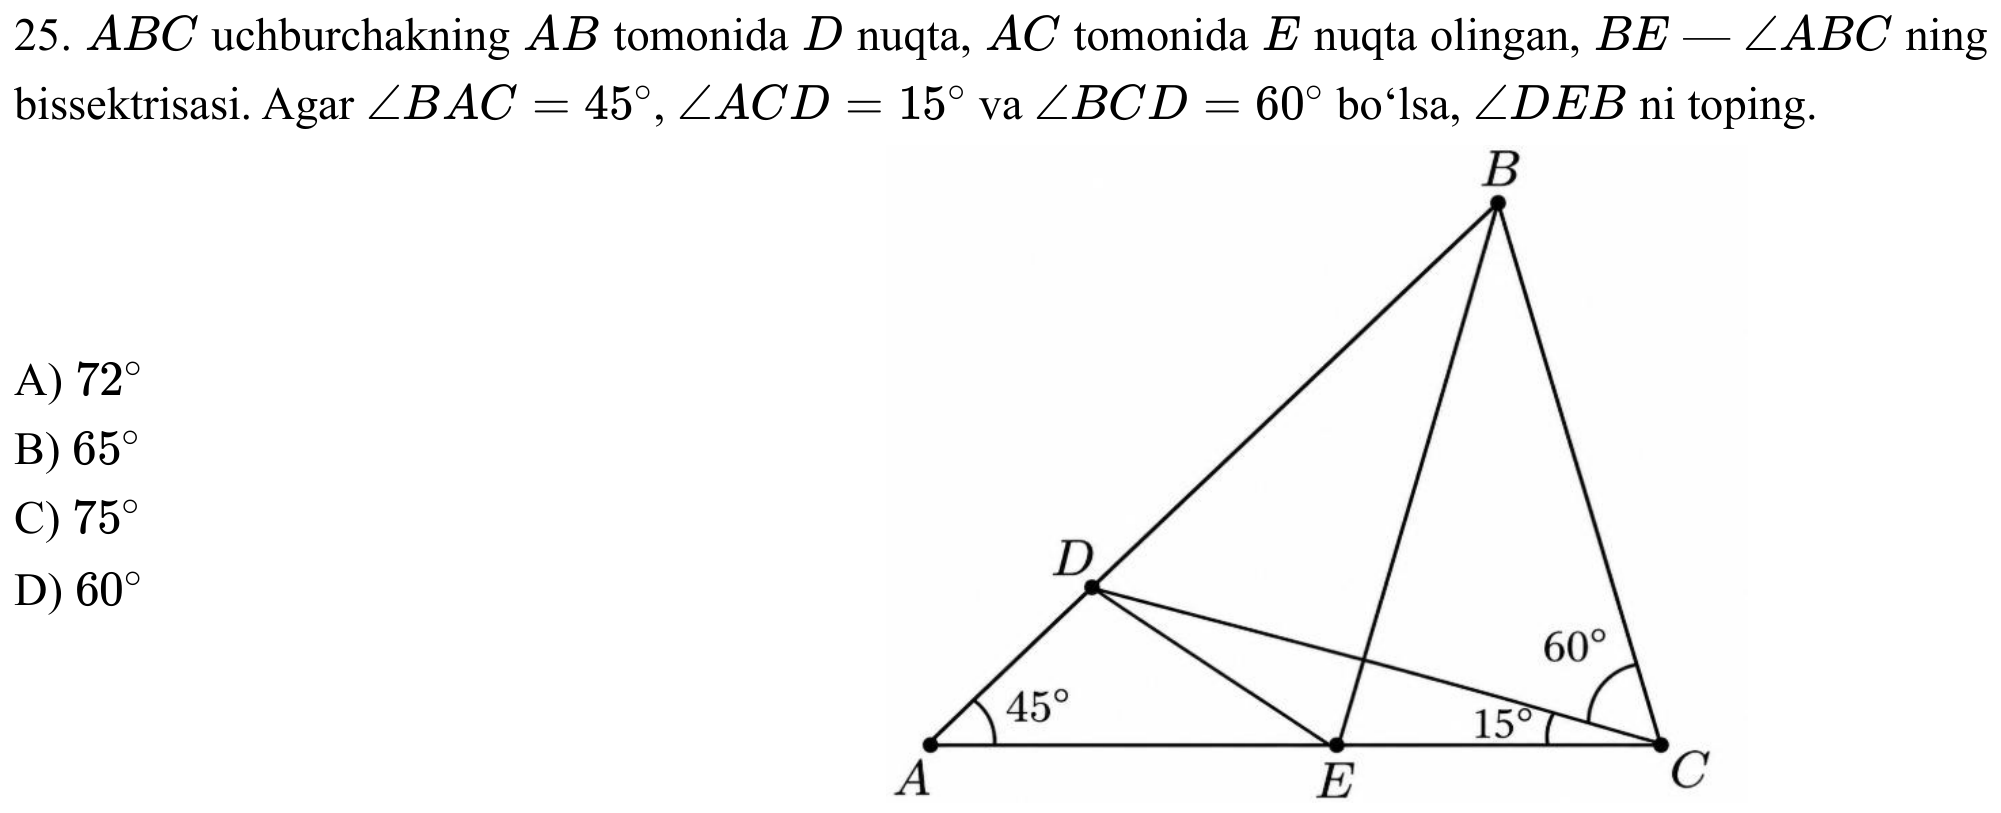 25. ABC uchburchakning AB tomonida D nuqta, AC tomonida E nuqta olingan, BE — ∠ABC ning
bissektrisasi. Agar ∠BAC = 45°, ∠ACD = 15° va ∠BCD = 60° bo‘lsa, ∠DEB ni toping.
B
A) 72°
B) 65°
C) 75°
D) 60°
D
60°
45°
15°
A
E
C